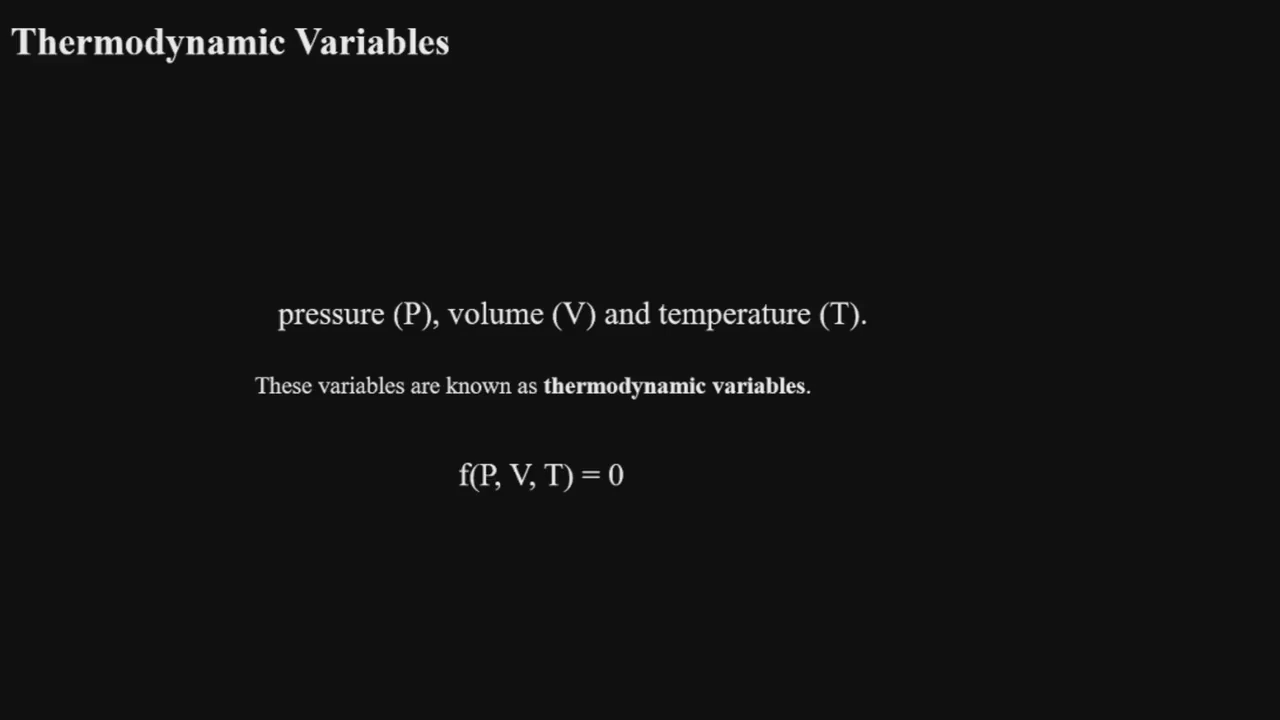 Thermodynamic Variables
pressure (P), volume (V) and temperature (T).
These variables are known as thermodynamic variables.
f(P, V, T) = 0